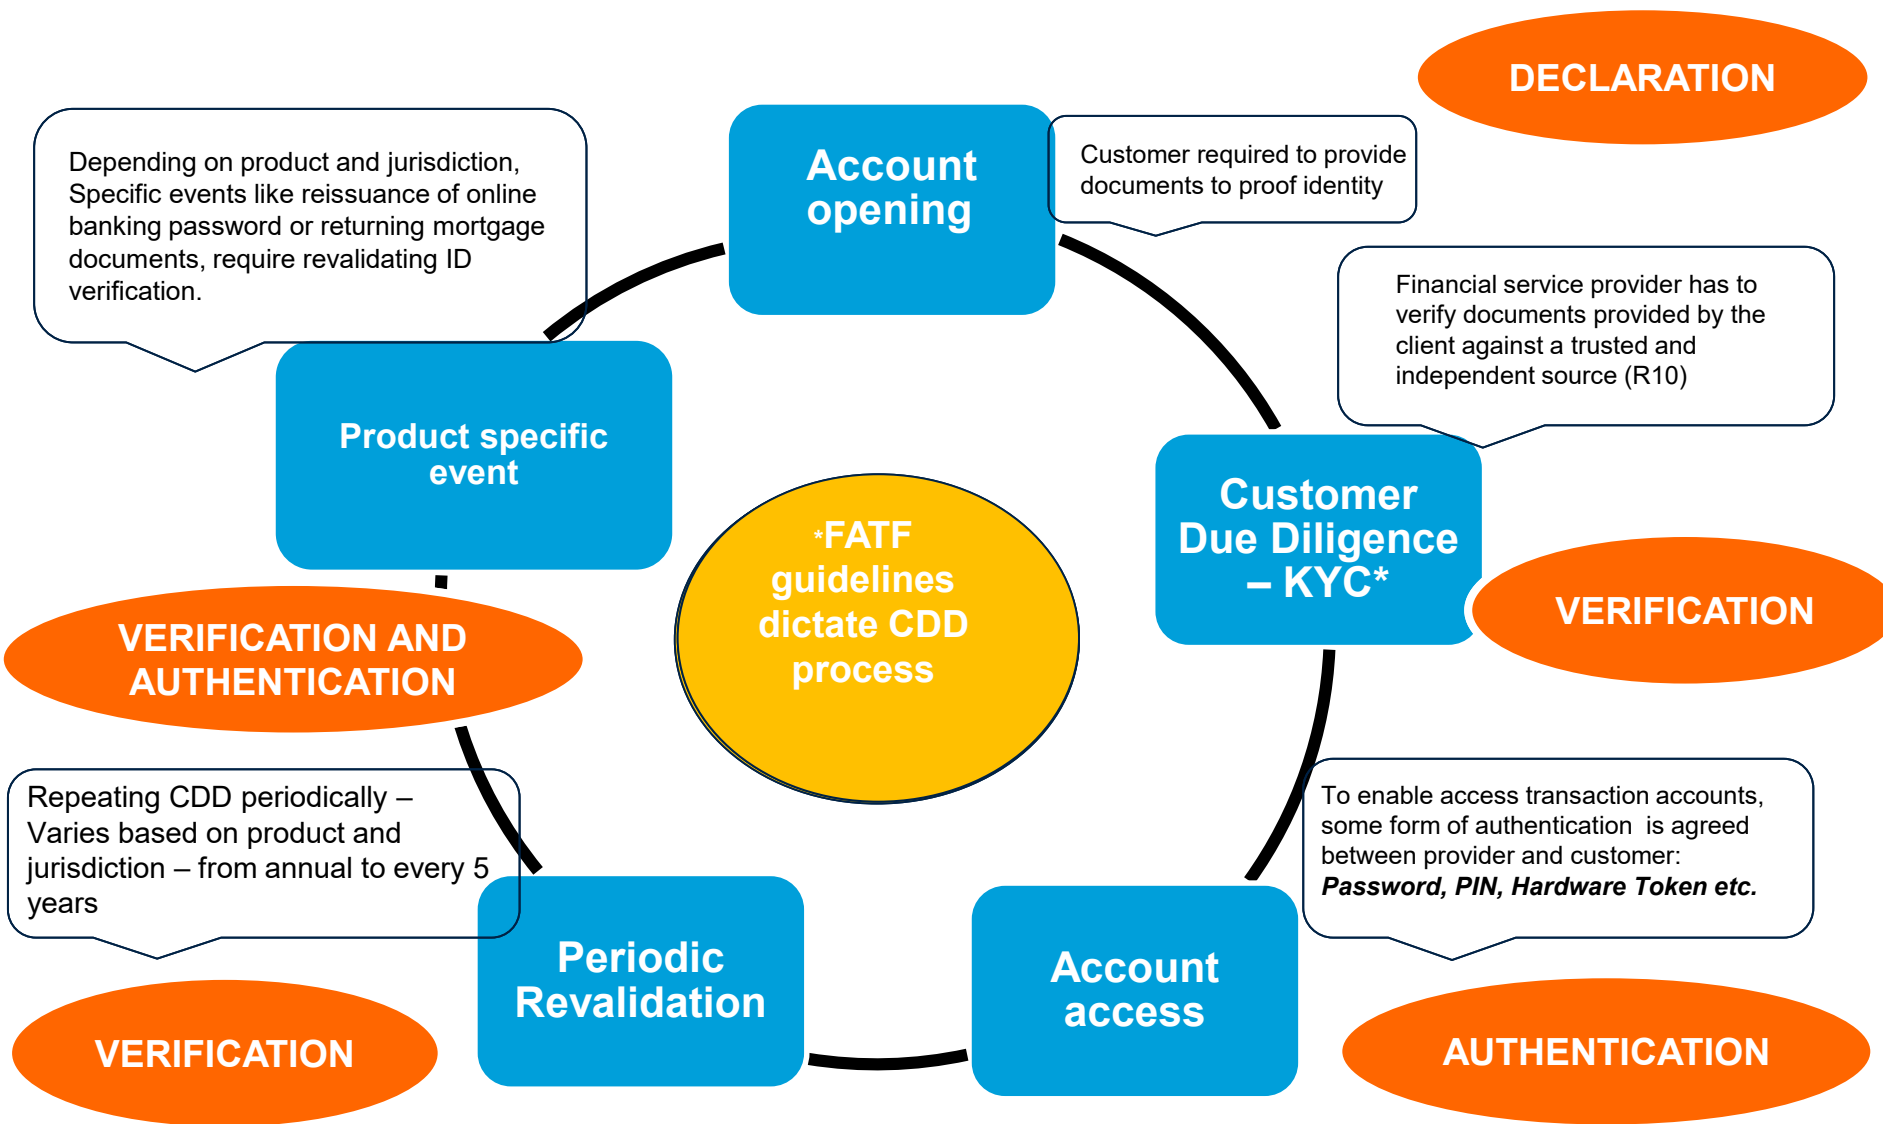 DECLARATION
Account
opening
Customer required to provide
documents to proof identity
Depending on product and jurisdiction,
Specific events like reissuance of online
banking password or returning mortgage
documents, require revalidating ID
verification.
Financial service provider has to
verify documents provided by the
client against a trusted and
independent source (R10)
Product specific
event
Customer
Due Diligence
– KYC*
*FATF
guidelines
dictate CDD
process
VERIFICATION
VERIFICATION AND
AUTHENTICATION
Repeating CDD periodically –
Varies based on product and
jurisdiction – from annual to every 5
years
To enable access transaction accounts,
some form of authentication  is agreed
between provider and customer:
Password, PIN, Hardware Token etc.
Periodic
Revalidation
Account
access
VERIFICATION
AUTHENTICATION